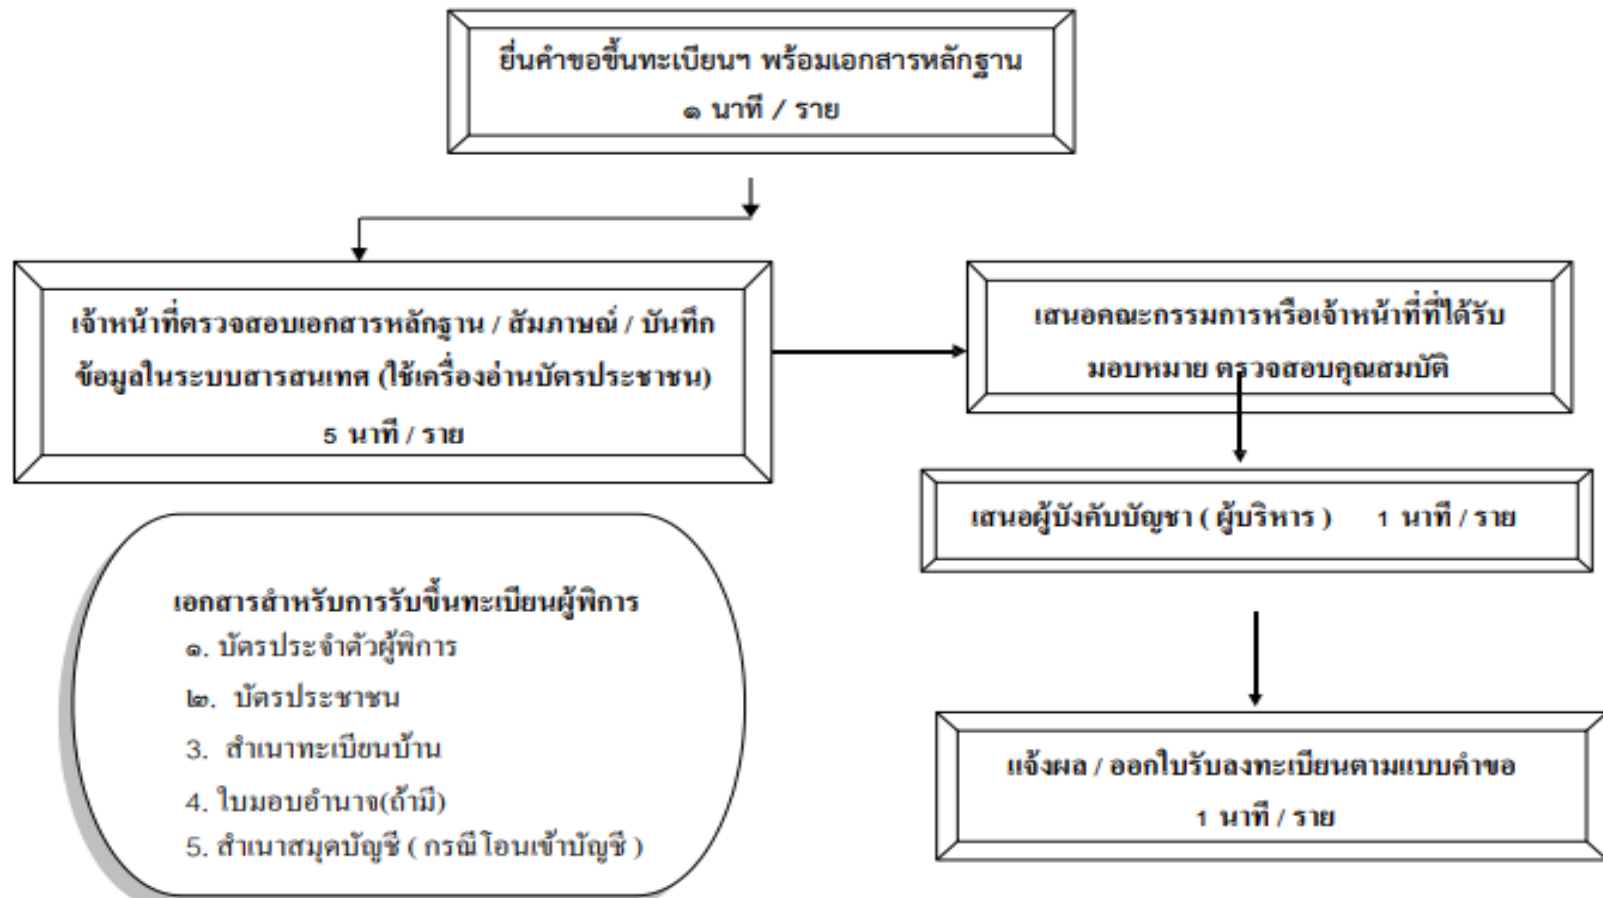 ยื่นคำขอขึ้นทะเบียนฯ พร้อมเอกสารหลักฐาน
๑ นาที / ราย
เจ้าหน้าที่ตรวจสอบเอกสารหลักฐาน / สัมภาษณ์ / บันทึก
ข้อมูลในระบบสารสนเทศ (ใช้เครื่องอ่านบัตรประชาชน)
5 นาที / ราย
เสนอคณะกรรมการหรือเจ้าหน้าที่ที่ได้รับ
มอบหมาย ตรวจสอบคุณสมบัติ
เสนอผู้บังคับบัญชา ( ผู้บริหาร ) 1 นาที / ราย
แจ้งผล / ออกใบรับลงทะเบียนตามแบบคำขอ
1 นาที / ราย
เอกสารสำหรับการรับขึ้นทะเบียนผู้พิการ
๑. บัตรประจำตัวผู้พิการ
๒. บัตรประชาชน
3. สำเนาทะเบียนบ้าน
4. ใบมอบอำนาจ(ถ้ามี)
5. สำเนาสมุดบัญชี ( กรณีโอนเข้าบัญชี )